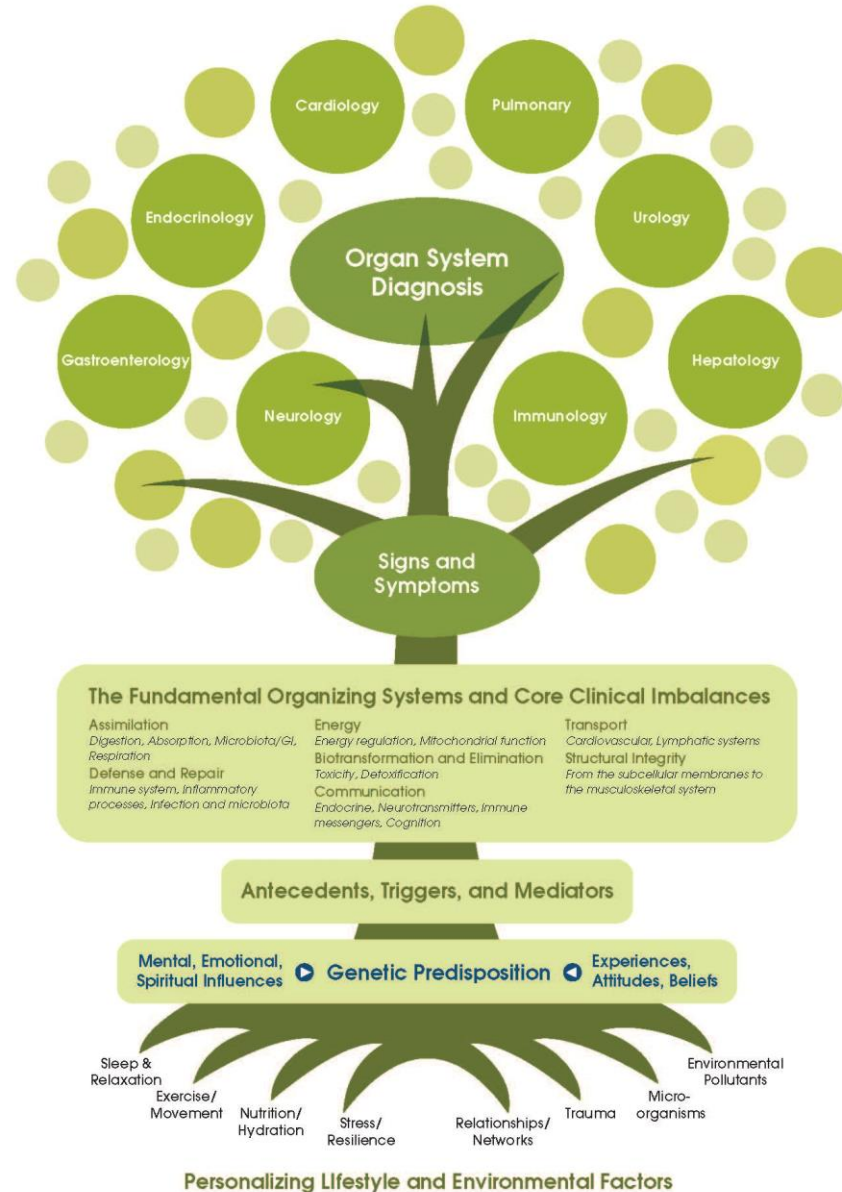 Cardiology
Pulmonary
Endocrinology
Urology
Organ System
Diagnosis
Gastroenterology
Hepatology
Neurology
Immunology
Signs and
Symptoms
The Fundamental Organizing Systems and Core Clinical Imbalances
Assimilation
Digestion, Absorption, Microbiota/GI,
Respiration
Defense and Repair
Immune system, Inflammatory
processes, Infection and microbiota
Energy
Energy regulation, Mitochondrial function
Biotransformation and Elimination
Toxicity, Detoxification
Communication
Endocrine, Neurotransmitters, Immune
messengers, Cognition
Transport
Cardiovascular, Lymphatic systems
Structural Integrity
From the subcellular membranes to
the musculoskeletal system
Antecedents, Triggers, and Mediators
Mental, Emotional,
Spiritual Influences
Genetic Predisposition
Experiences,
Attitudes, Beliefs
Sleep &
Relaxation
Exercise/
Movement
Nutrition/
Hydration
Stress/
Resilience
Relationships/
Networks
Trauma
Micro-
organisms
Environmental
Pollutants
Personalizing LIfestyle and Environmental Factors